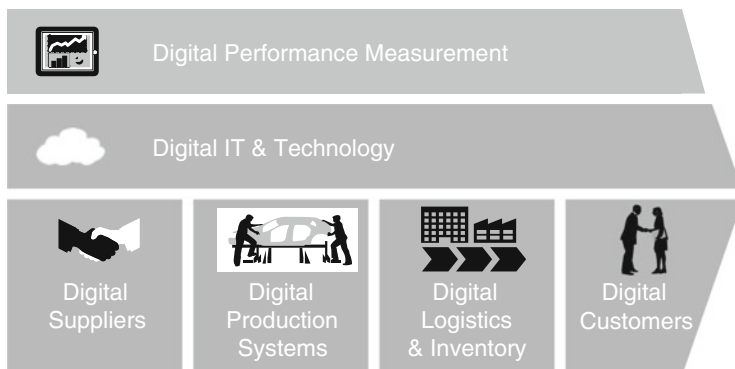 Digital Performance Measurement
Digital IT & Technology
Digital
Suppliers
Digital
Production
Systems
Digital
Logistics
& Inventory
Digital
Customers